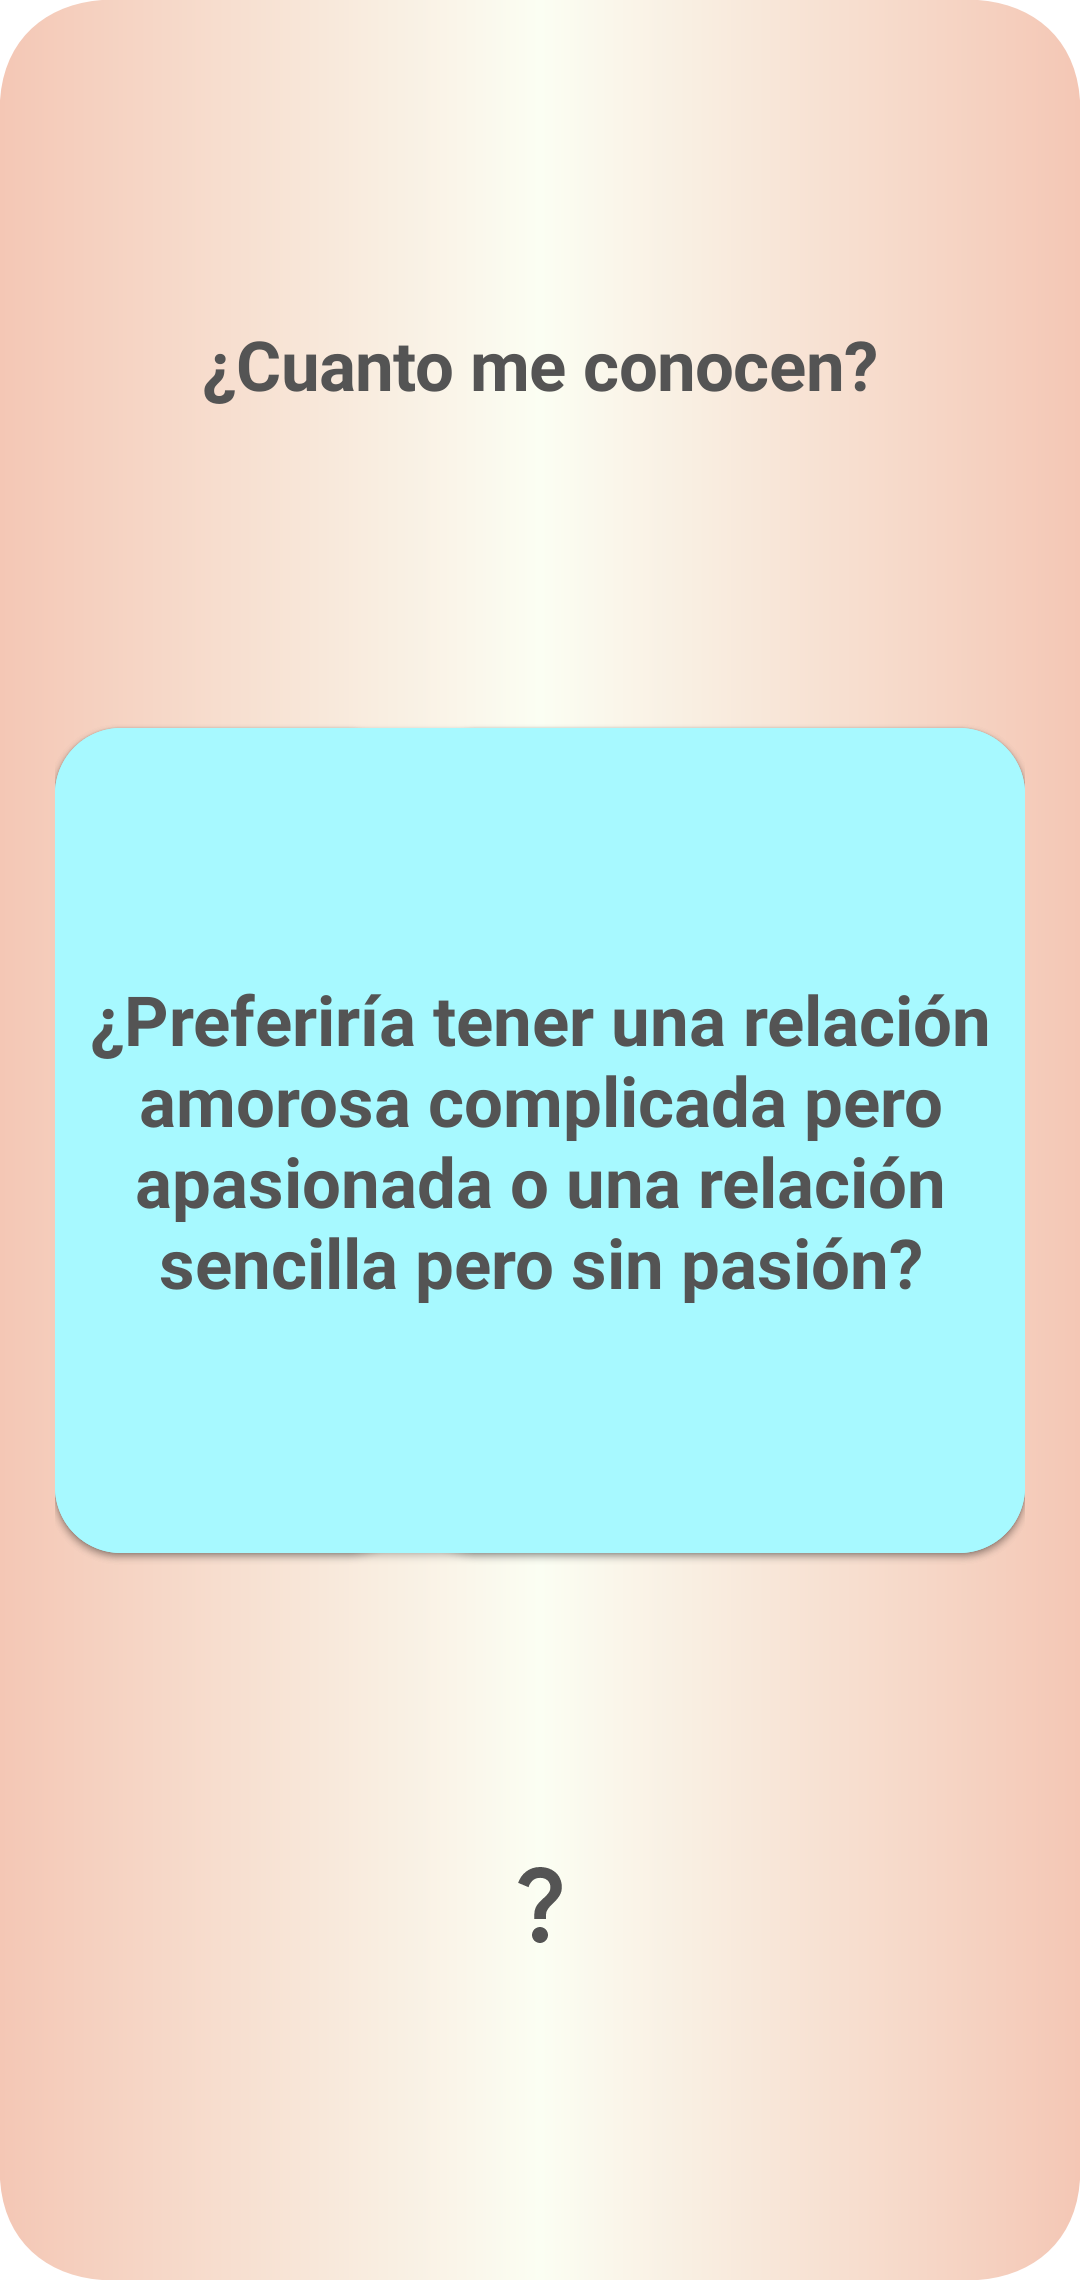 ¿Cuanto me conocen?
¿Preferiría tener una relación
amorosa complicada pero
apasionada o una relación
sencilla pero sin pasión?
?